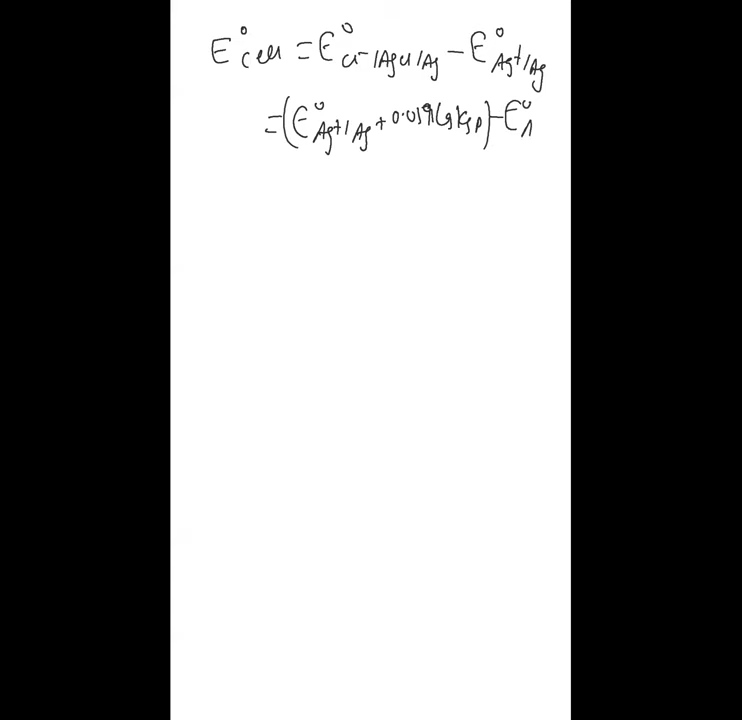 E°cell = E°Cl⁻/AgCl/Ag − E°Ag⁺/Ag
= (E°Ag⁺/Ag + 0.059 log Ksp) − E°A